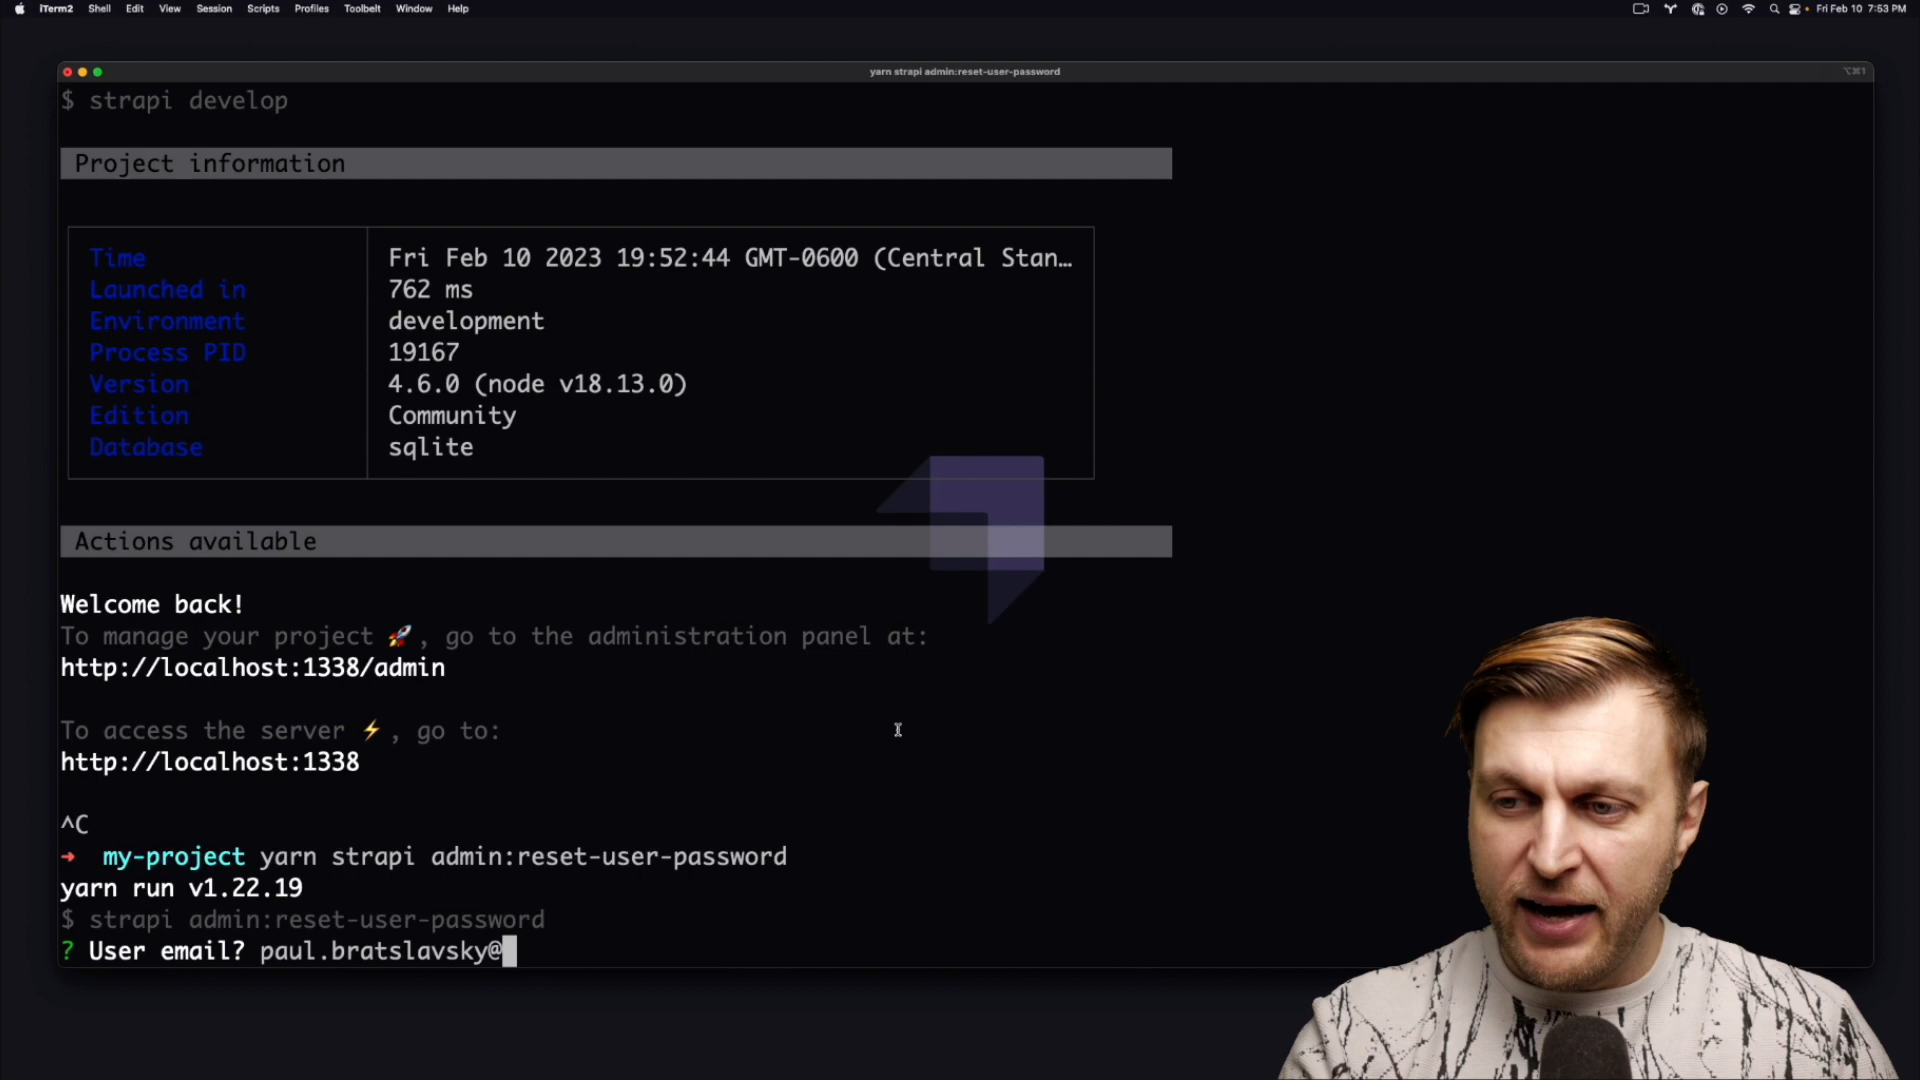 iTerm2 Shell Edit View Session Scripts Profiles Toolbelt Window Help Fri Feb 10 7:53 PM
yarn strapi admin:reset-user-password ⌥⌘1
$ strapi develop
Project information
Time Fri Feb 10 2023 19:52:44 GMT-0600 (Central Stan…
Launched in 762 ms
Environment development
Process PID 19167
Version 4.6.0 (node v18.13.0)
Edition Community
Database sqlite
Actions available
Welcome back!
To manage your project 🚀, go to the administration panel at:
http://localhost:1338/admin
To access the server ⚡, go to:
http://localhost:1338
^C
➜ my-project yarn strapi admin:reset-user-password
yarn run v1.22.19
$ strapi admin:reset-user-password
? User email? paul.bratslavsky@